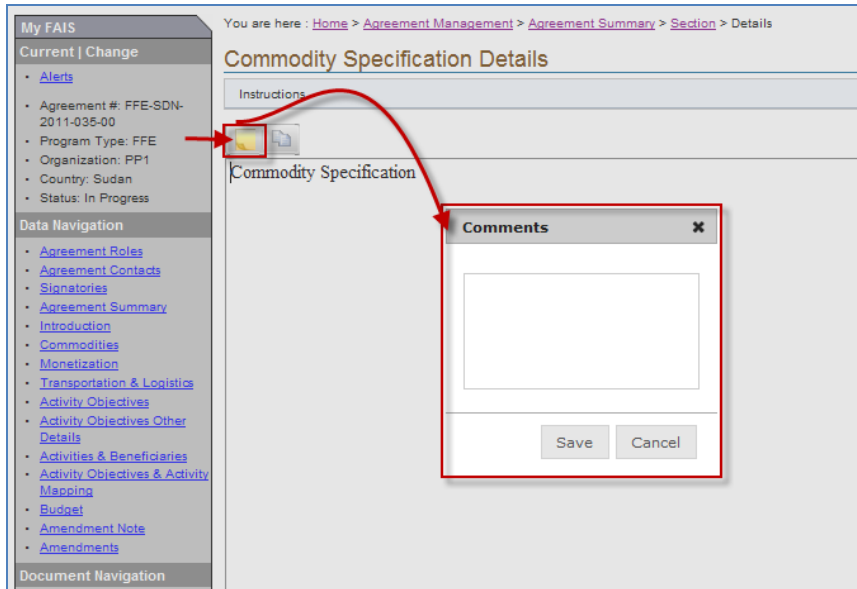 My FAIS
Current | Change
Alerts
Agreement #: FFE-SDN-
2011-035-00
Program Type: FFE
Organization: PP1
Country: Sudan
Status: In Progress
Data Navigation
Agreement Roles
Agreement Contacts
Signatories
Agreement Summary
Introduction
Commodities
Monetization
Transportation & Logistics
Activity Objectives
Activity Objectives Other
Details
Activities & Beneficiaries
Activity Objectives & Activity
Mapping
Budget
Amendment Note
Amendments
Document Navigation
You are here : Home > Agreement Management > Agreement Summary > Section > Details
Commodity Specification Details
Instructions
Commodity Specification
Comments
Save Cancel